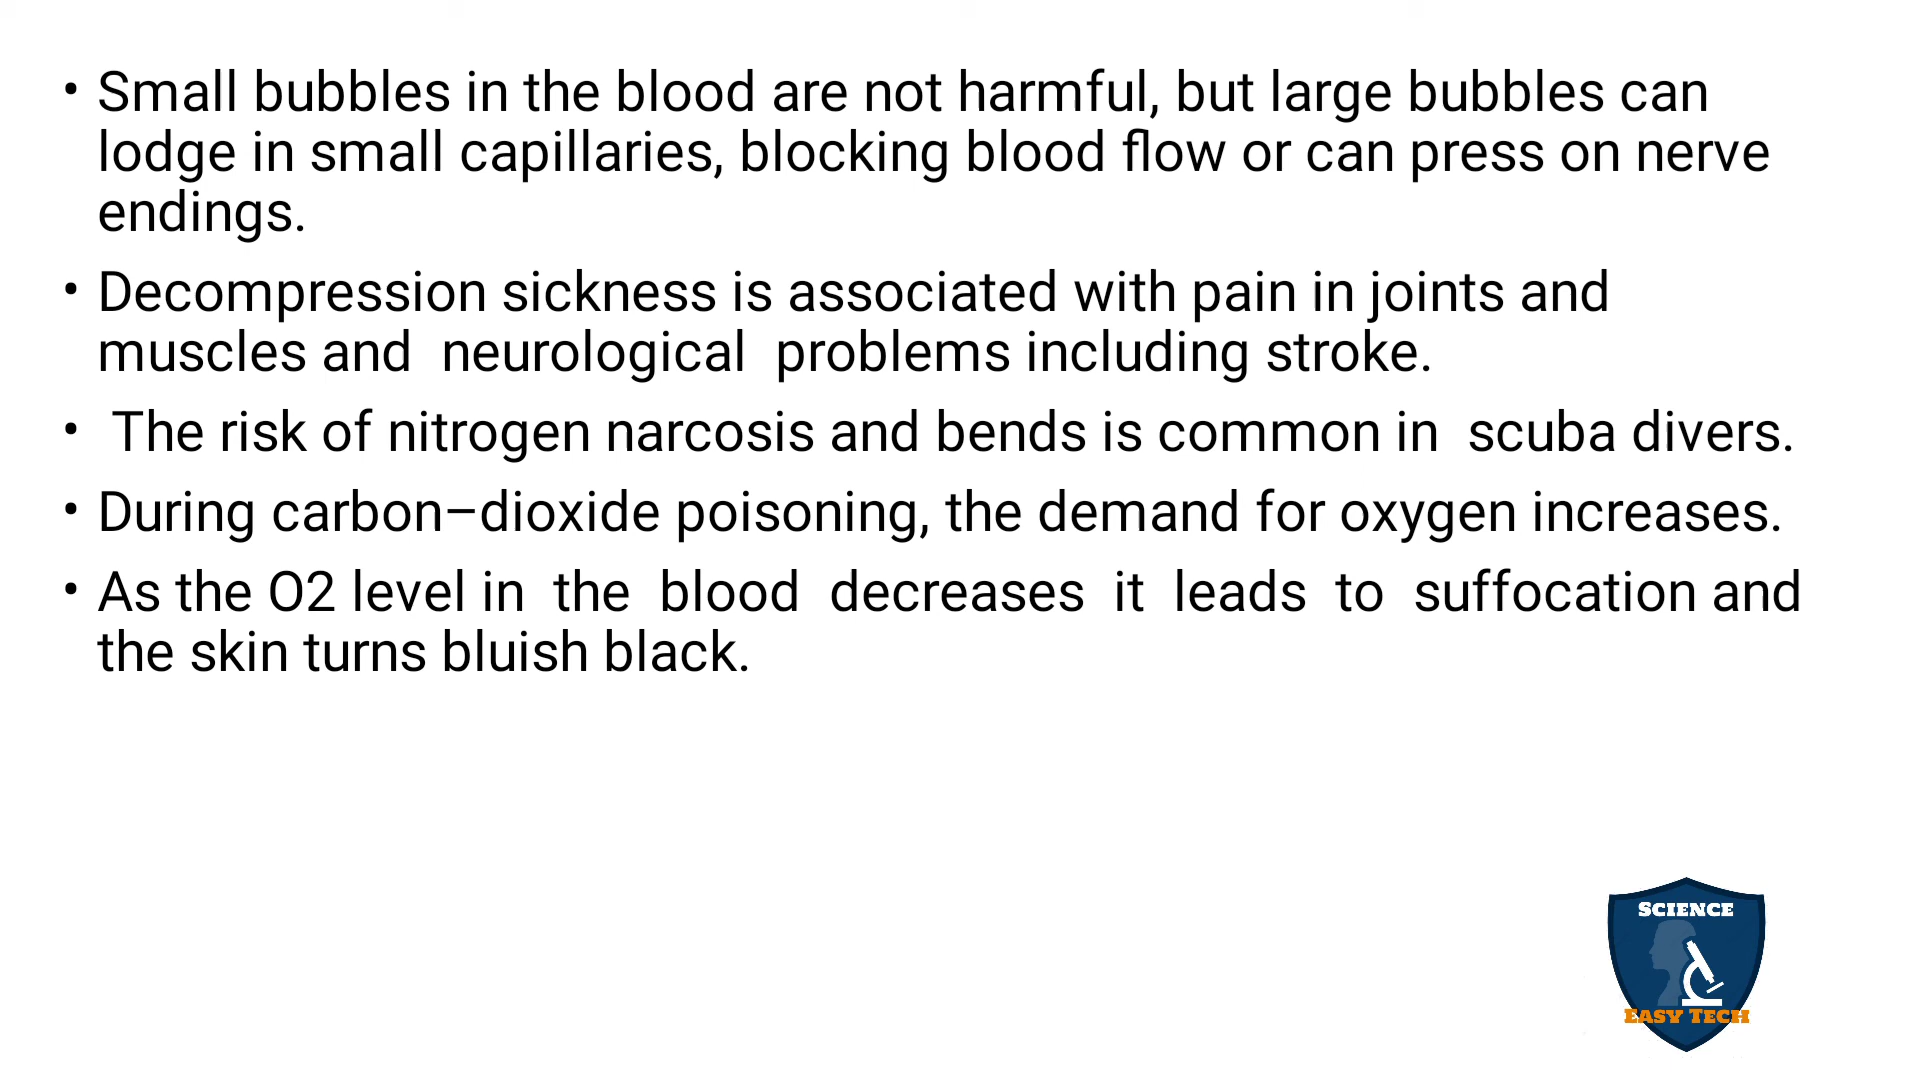 • Small bubbles in the blood are not harmful, but large bubbles can
lodge in small capillaries, blocking blood flow or can press on nerve
endings.
• Decompression sickness is associated with pain in joints and
muscles and  neurological  problems including stroke.
•  The risk of nitrogen narcosis and bends is common in  scuba divers.
• During carbon–dioxide poisoning, the demand for oxygen increases.
• As the O2 level in  the  blood  decreases  it  leads  to  suffocation and
the skin turns bluish black.
SCIENCE
EASY TECH